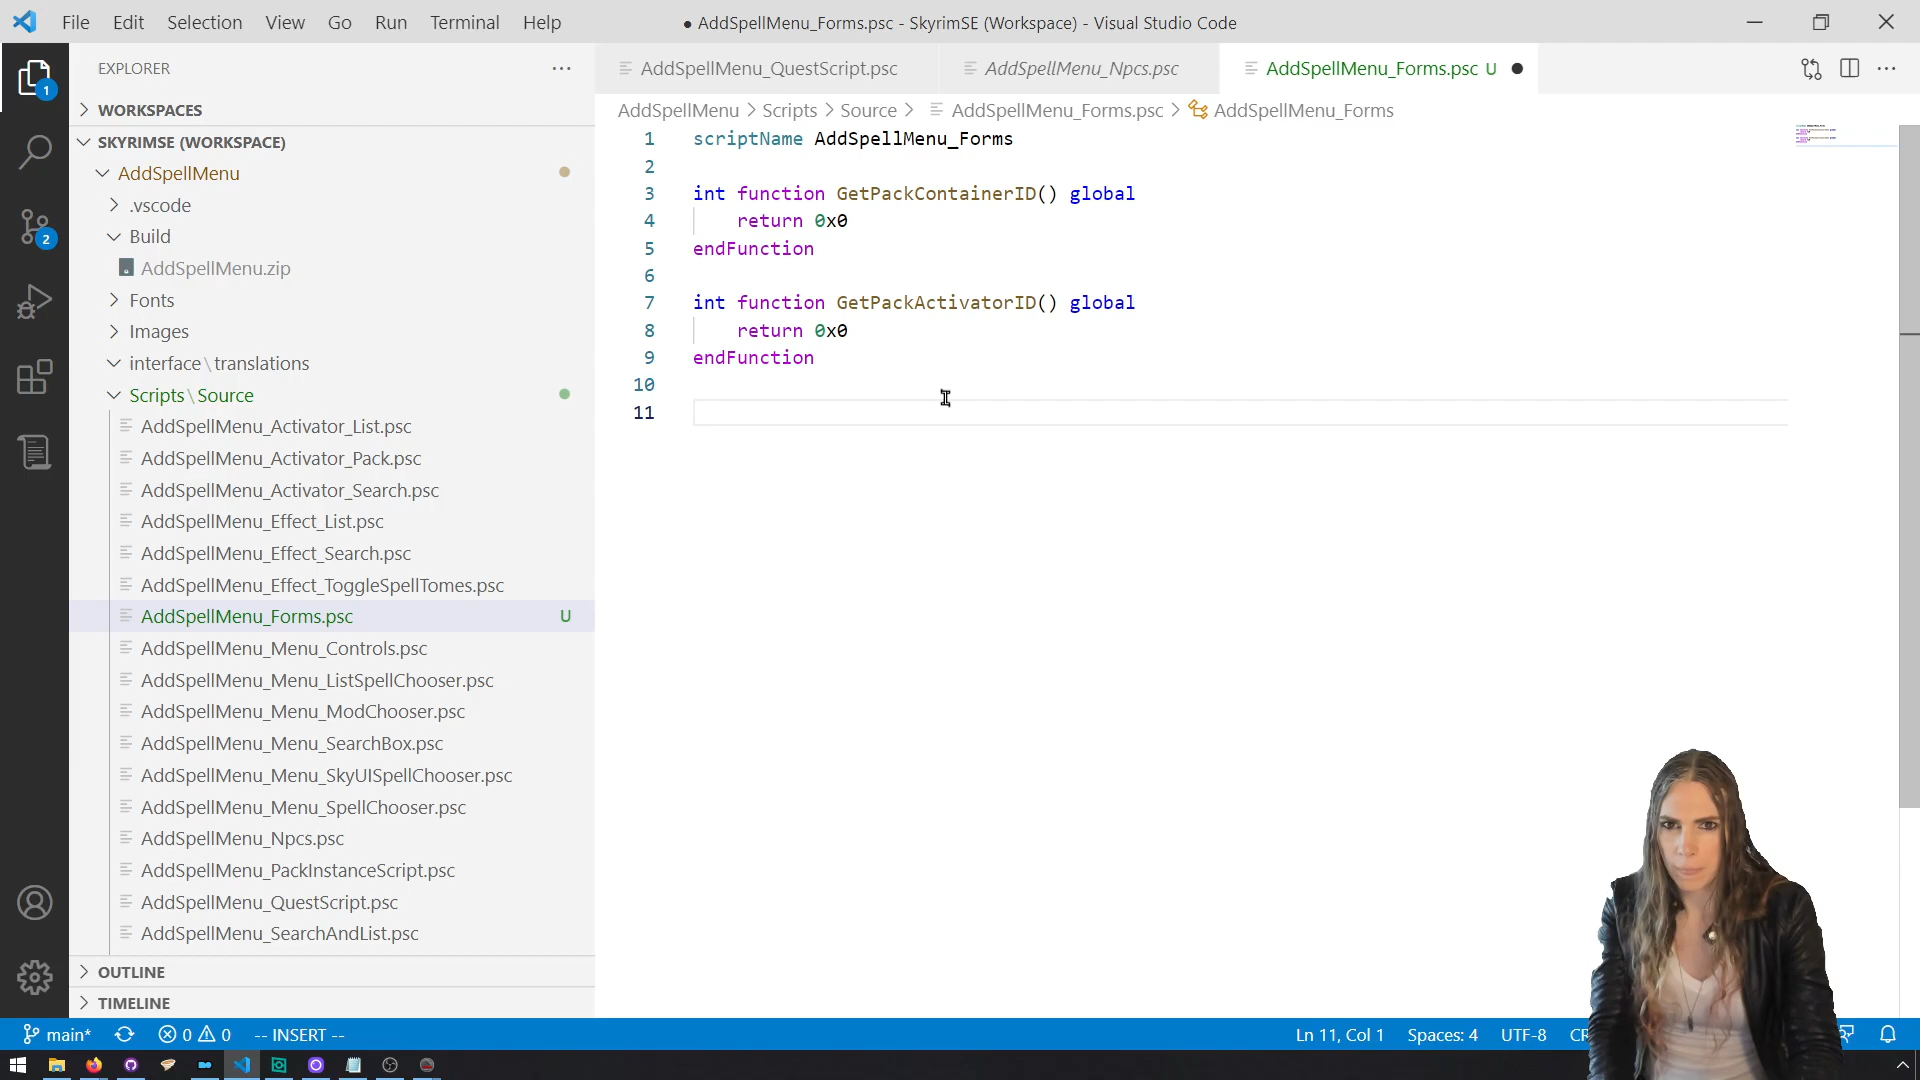 File Edit Selection View Go Run Terminal Help
● AddSpellMenu_Forms.psc - SkyrimSE (Workspace) - Visual Studio Code
EXPLORER
WORKSPACES
SKYRIMSE (WORKSPACE)
AddSpellMenu
.vscode
Build
AddSpellMenu.zip
Fonts
Images
interface\translations
Scripts\Source
AddSpellMenu_Activator_List.psc
AddSpellMenu_Activator_Pack.psc
AddSpellMenu_Activator_Search.psc
AddSpellMenu_Effect_List.psc
AddSpellMenu_Effect_Search.psc
AddSpellMenu_Effect_ToggleSpellTomes.psc
AddSpellMenu_Forms.psc U
AddSpellMenu_Menu_Controls.psc
AddSpellMenu_Menu_ListSpellChooser.psc
AddSpellMenu_Menu_ModChooser.psc
AddSpellMenu_Menu_SearchBox.psc
AddSpellMenu_Menu_SkyUISpellChooser.psc
AddSpellMenu_Menu_SpellChooser.psc
AddSpellMenu_Npcs.psc
AddSpellMenu_PackInstanceScript.psc
AddSpellMenu_QuestScript.psc
AddSpellMenu_SearchAndList.psc
OUTLINE
TIMELINE
1
2
AddSpellMenu_QuestScript.psc AddSpellMenu_Npcs.psc AddSpellMenu_Forms.psc U ●
AddSpellMenu > Scripts > Source > AddSpellMenu_Forms.psc > AddSpellMenu_Forms
1 scriptName AddSpellMenu_Forms
2
3 int function GetPackContainerID() global
4 return 0x0
5 endFunction
6
7 int function GetPackActivatorID() global
8 return 0x0
9 endFunction
10
11
main* 0 0 -- INSERT -- Ln 11, Col 1 Spaces: 4 UTF-8 CR